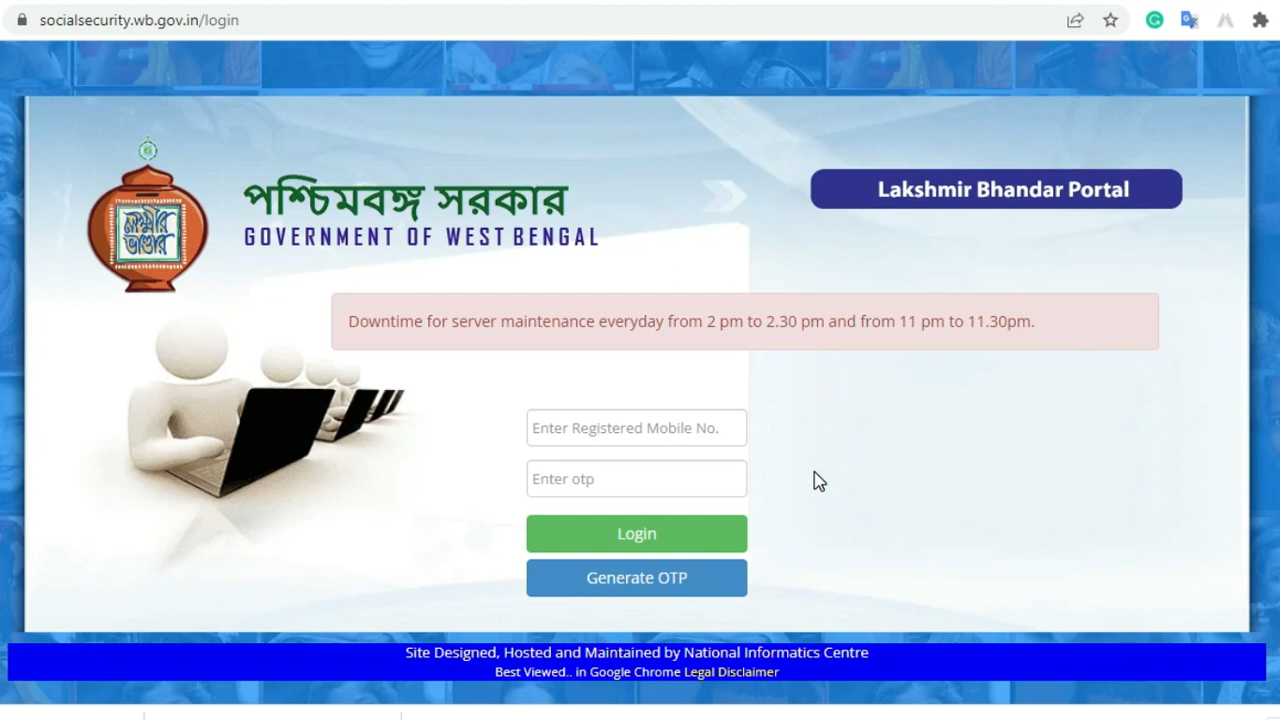 socialsecurity.wb.gov.in/login
পশ্চিমবঙ্গ সরকার
GOVERNMENT OF WEST BENGAL
লক্ষ্মীর
ভাণ্ডার
Lakshmir Bhandar Portal
Downtime for server maintenance everyday from 2 pm to 2.30 pm and from 11 pm to 11.30pm.
Enter Registered Mobile No.
Enter otp
Login
Generate OTP
Site Designed, Hosted and Maintained by National Informatics Centre
Best Viewed.. in Google Chrome Legal Disclaimer